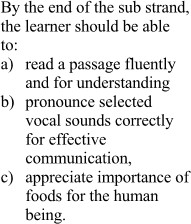 By the end of the sub strand,
the learner should be able
to:
a) read a passage fluently
and for understanding
b) pronounce selected
vocal sounds correctly
for effective
communication,
c) appreciate importance of
foods for the human
being.